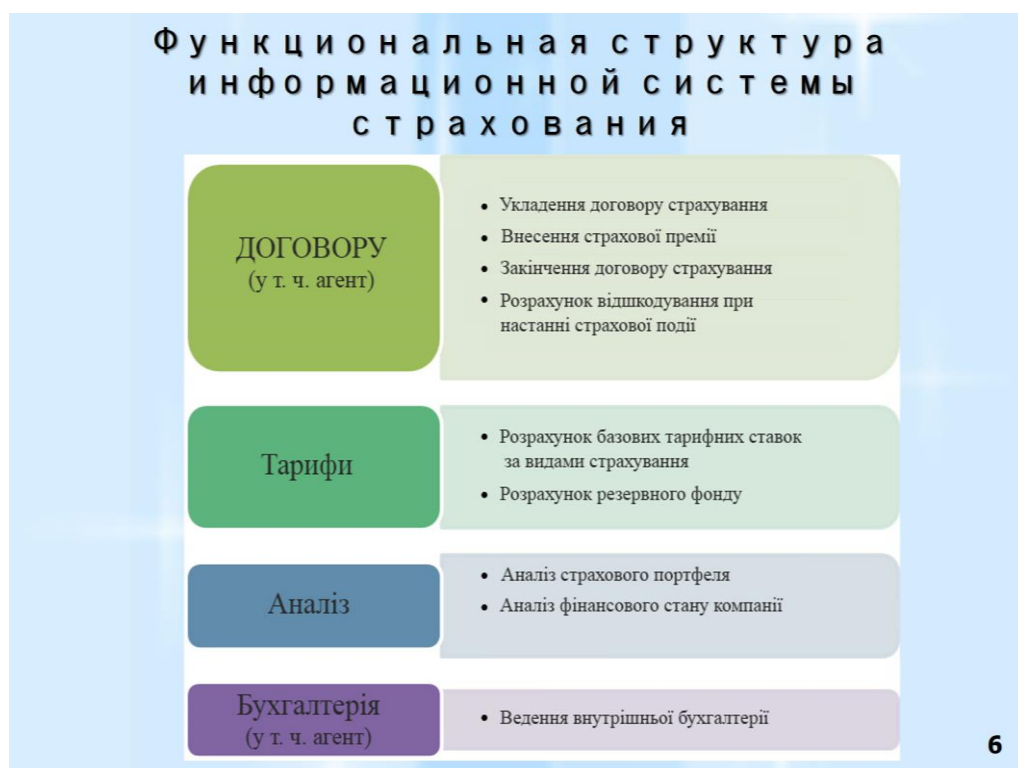 Функциональная структура
информационной системы
страхования
ДОГОВОРУ
(у т. ч. агент)
• Укладення договору страхування
• Внесення страхової премії
• Закінчення договору страхування
• Розрахунок відшкодування при
настанні страхової події
Тарифи
• Розрахунок базових тарифних ставок
за видами страхування
• Розрахунок резервного фонду
Аналіз
• Аналіз страхового портфеля
• Аналіз фінансового стану компанії
Бухгалтерія
(у т. ч. агент)
• Ведення внутрішньої бухгалтерії
6